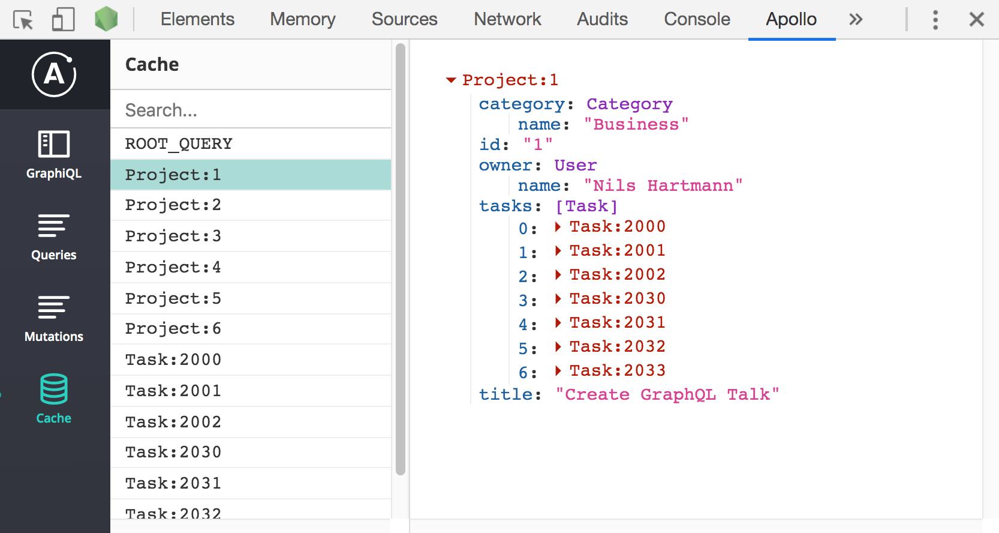 Elements Memory Sources Network Audits Console Apollo »
A
GraphiQL
Queries
Mutations
Cache
Cache
Search...
ROOT_QUERY
Project:1
Project:2
Project:3
Project:4
Project:5
Project:6
Task:2000
Task:2001
Task:2002
Task:2030
Task:2031
Task:2032
Project:1
category: Category
name: "Business"
id: "1"
owner: User
name: "Nils Hartmann"
tasks: [Task]
0: Task:2000
1: Task:2001
2: Task:2002
3: Task:2030
4: Task:2031
5: Task:2032
6: Task:2033
title: "Create GraphQL Talk"